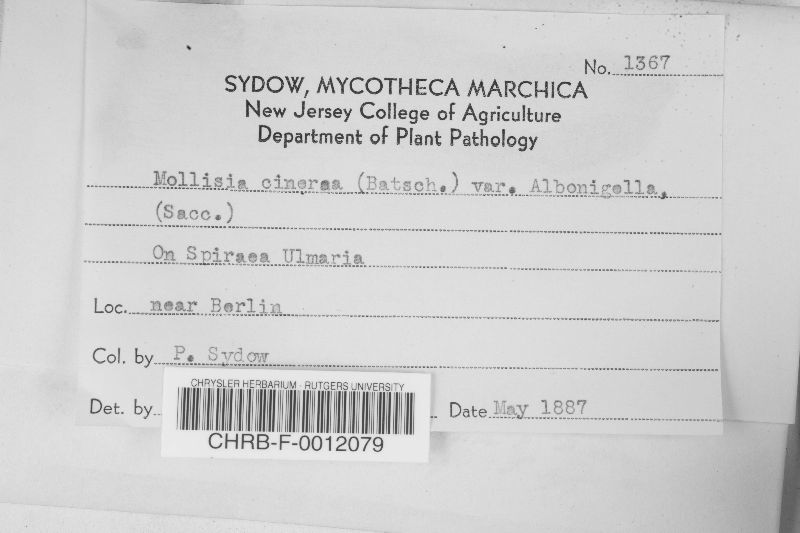 No. 1367
SYDOW, MYCOTHECA MARCHICA
New Jersey College of Agriculture
Department of Plant Pathology
Mollisia cineraa (Batsch.) var. Albonigella,
(Sacc.)
On Spiraea Ulmaria
Loc. near Berlin
Col. by P. Sydow
Det. by Date May 1887
CHRYSLER HERBARIUM - RUTGERS UNIVERSITY
CHRB-F-0012079